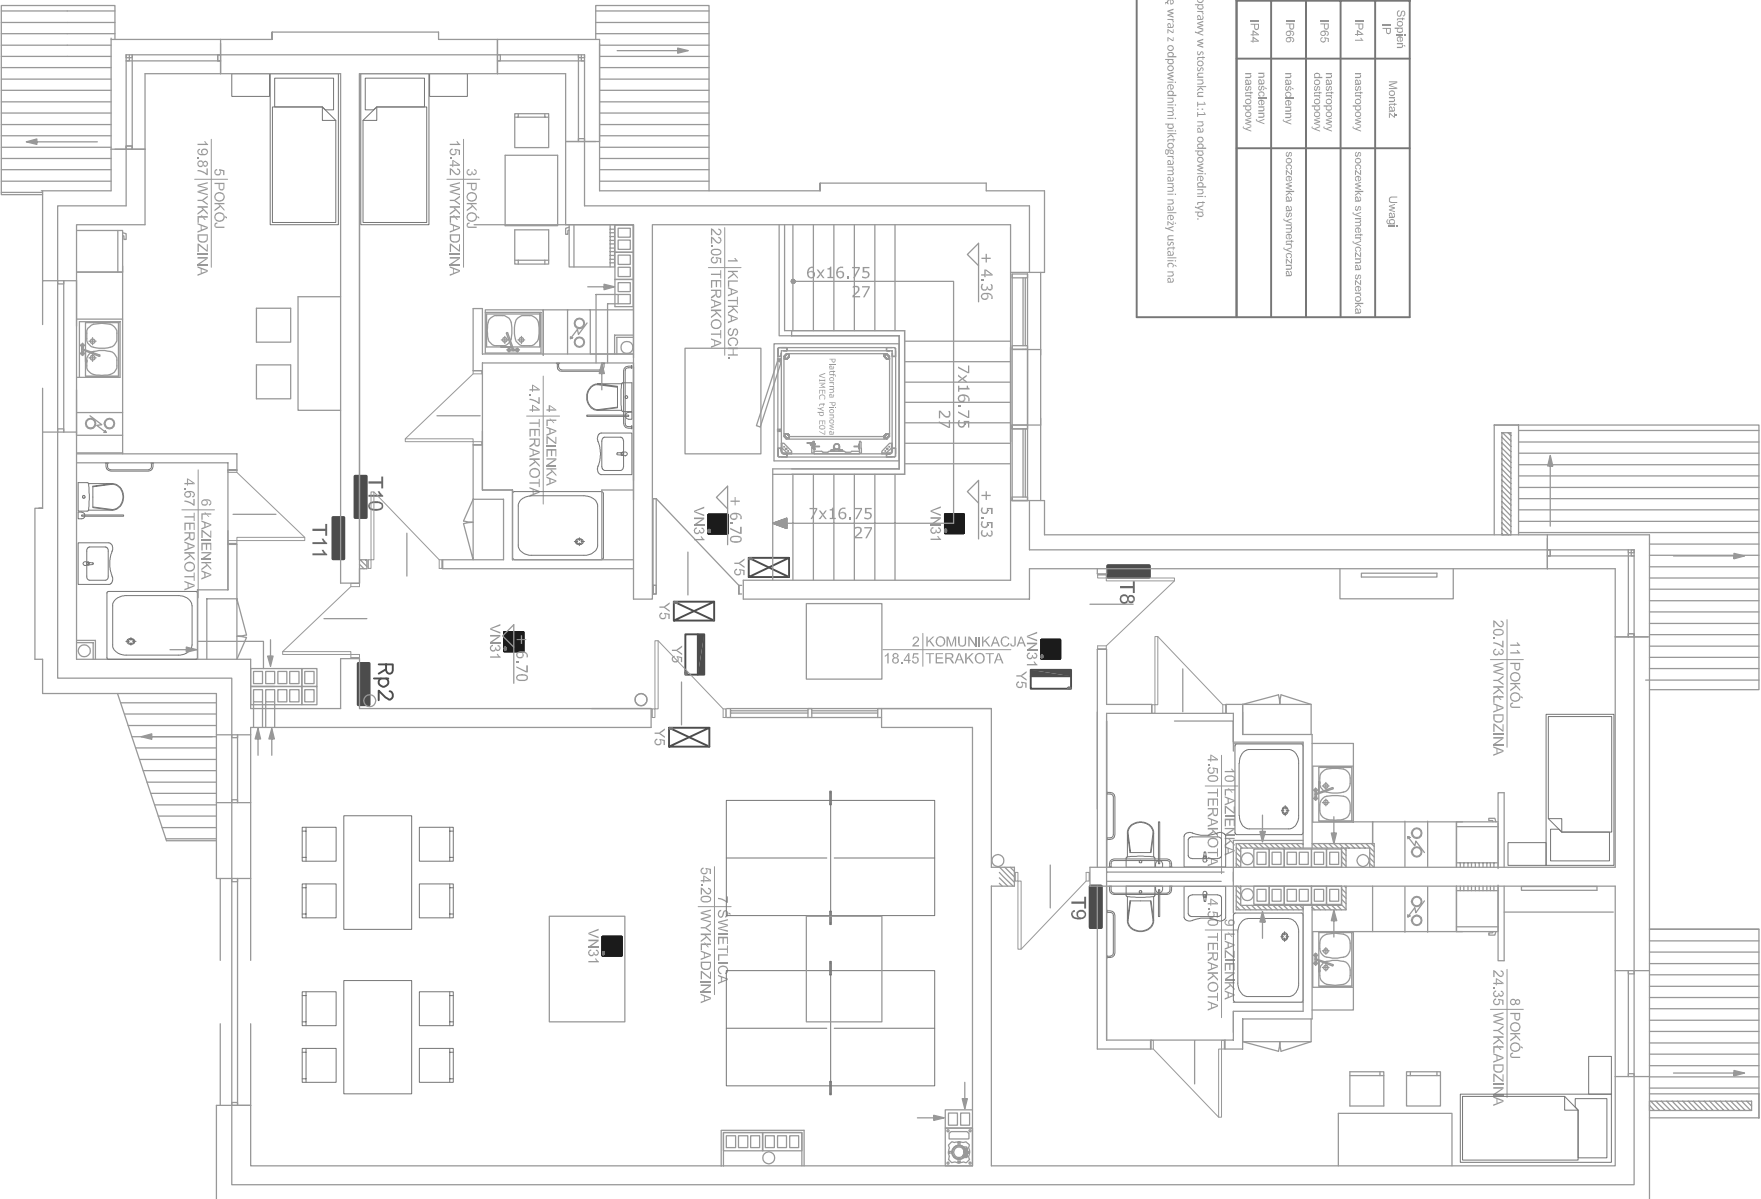 Stopień
IP
Montaż
Uwagi
IP41
nastropowy
soczewka symetryczna szeroka
IP65
nastropowy
dostropowy
IP66
naścienny
soczewka asymetryczna
IP44
naścienny
nastropowy
oprawy w stosunku 1:1 na odpowiedni typ.
ę wraz z odpowiednimi piktogramami należy ustalić na
5 POKÓJ
19.87 WYKŁADZINA
3 POKÓJ
15.42 WYKŁADZINA
1 KLATKA SCH.
22.05 TERAKOTA
6x16.75
27
+ 4.36
7x16.75
27
Platforma Pionowa
VIMEC typ E07
4 ŁAZIENKA
4.74 TERAKOTA
+ 6.70
VN31
7x16.75
27
VN31
+ 5.53
T10
T11
6 ŁAZIENKA
4.67 TERAKOTA
Y5
Y5
T8
VN31
+ 6.70
Y5
2 KOMUNIKACJA
18.45 TERAKOTA
VN31
Y5
Rp2
Y5
11 POKÓJ
20.73 WYKŁADZINA
10 ŁAZIENKA
4.50 TERAKOTA
T9
9 ŁAZIENKA
4.50 TERAKOTA
7 ŚWIETLICA
54.20 WYKŁADZINA
VN31
8 POKÓJ
24.35 WYKŁADZINA